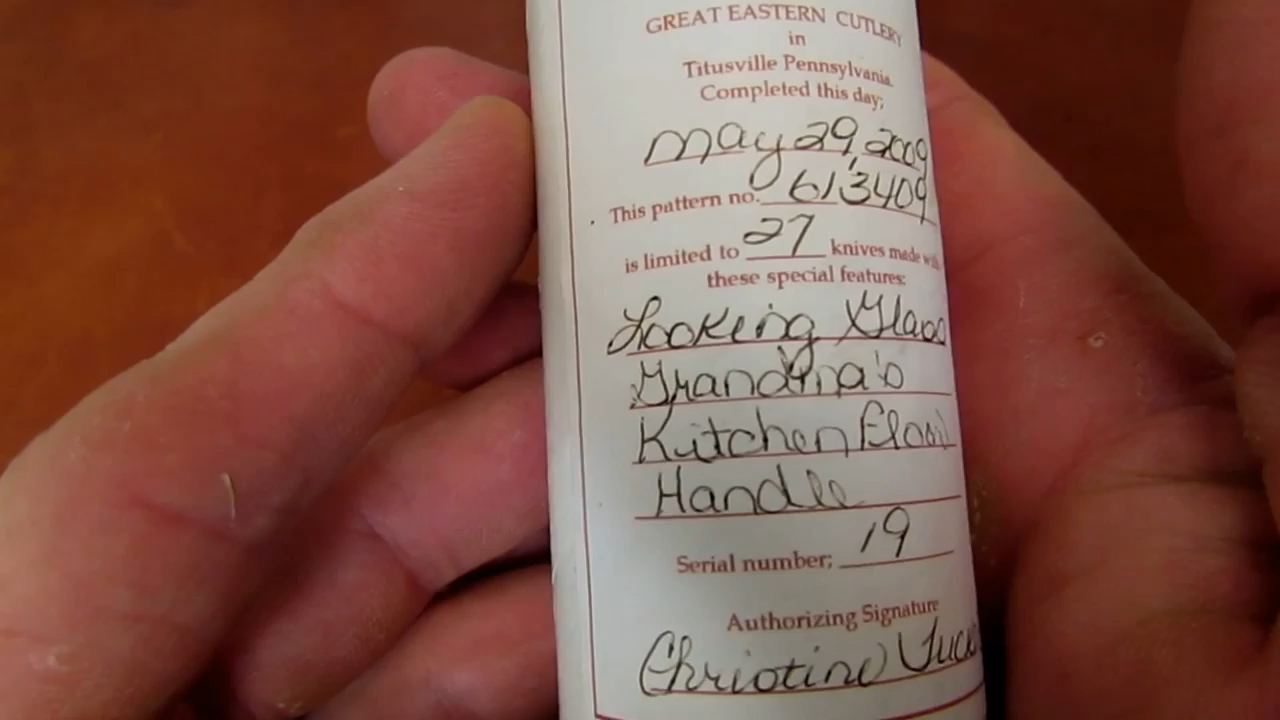 GREAT EASTERN CUTLERY
in
Titusville Pennsylvania.
Completed this day;
May 29, 2009
This pattern no. 613409
is limited to 27 knives made with
these special features:
Looking Glass
Grandma's
Kitchen Floor
Handle
Serial number; 19
Authorizing Signature
Christine